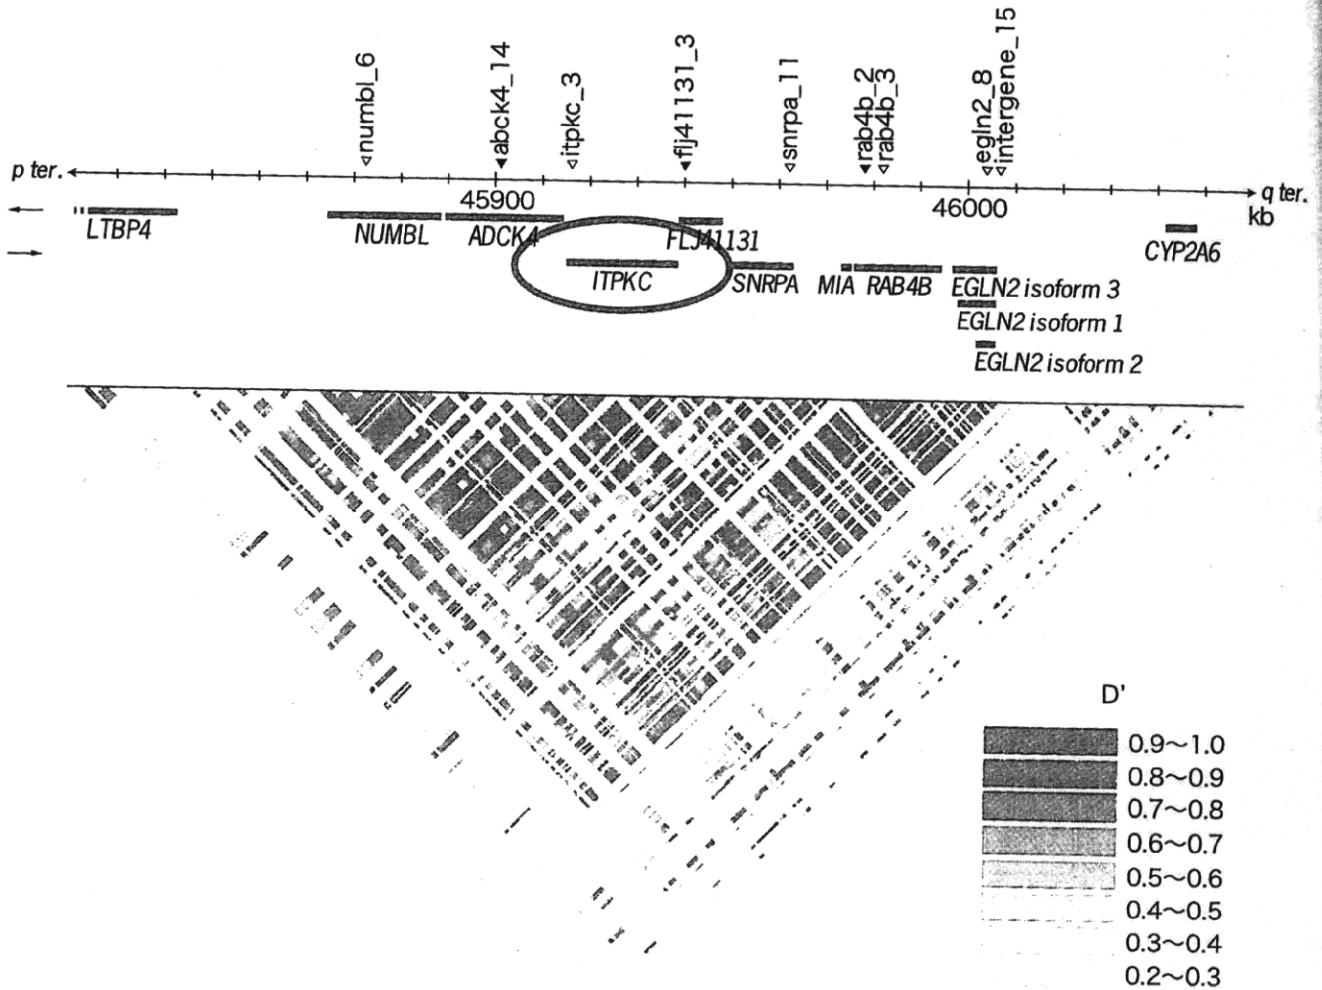 numbl_6
abck4_14
itpkc_3
flj41131_3
snrpa_11
rab4b_2
rab4b_3
egln2_8
intergene_15
p ter.
q ter.
45900
46000
kb
LTBP4
NUMBL
ADCK4
FLJ41131
CYP2A6
ITPKC
SNRPA
MIA
RAB4B
EGLN2 isoform 3
EGLN2 isoform 1
EGLN2 isoform 2
D'
0.9～1.0
0.8～0.9
0.7～0.8
0.6～0.7
0.5～0.6
0.4～0.5
0.3～0.4
0.2～0.3